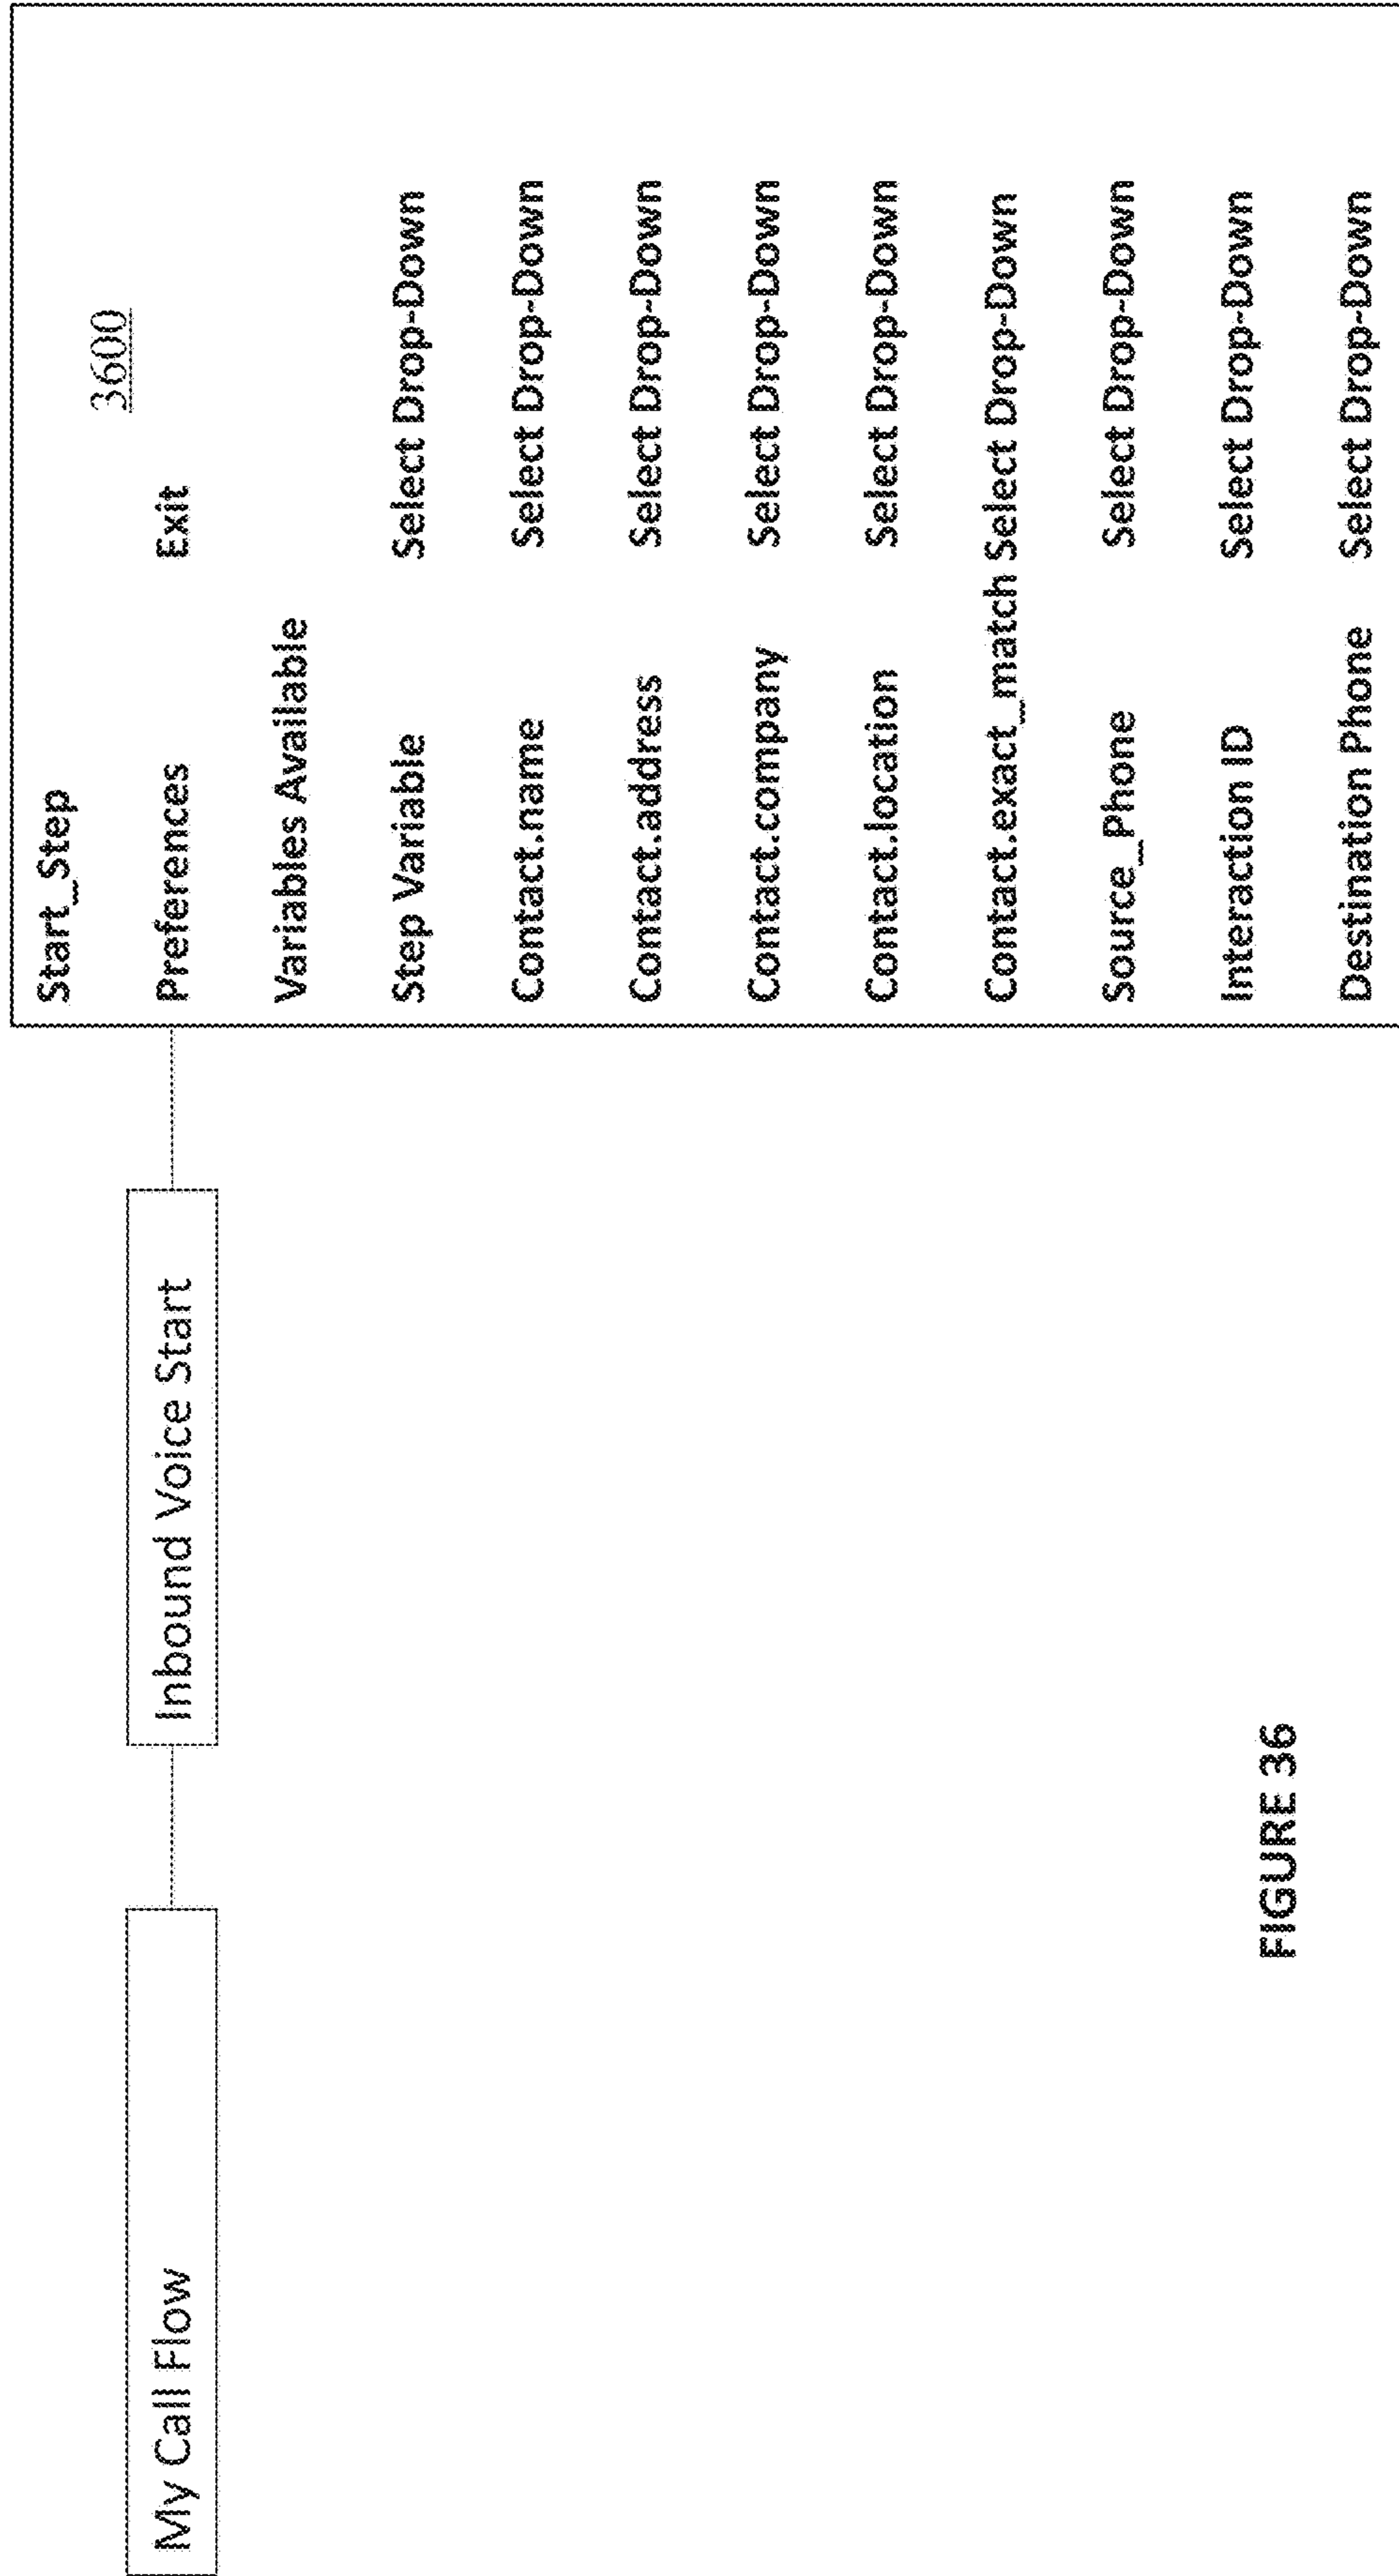 My Call Flow
Inbound Voice Start
Start_Step
3600
Preferences Exit
Variables Available
Step Variable Select Drop-Down
Contact.name Select Drop-Down
Contact.address Select Drop-Down
Contact.company Select Drop-Down
Contact.location Select Drop-Down
Contact.exact_match Select Drop-Down
Source_Phone Select Drop-Down
Interaction ID Select Drop-Down
Destination Phone Select Drop-Down
FIGURE 36